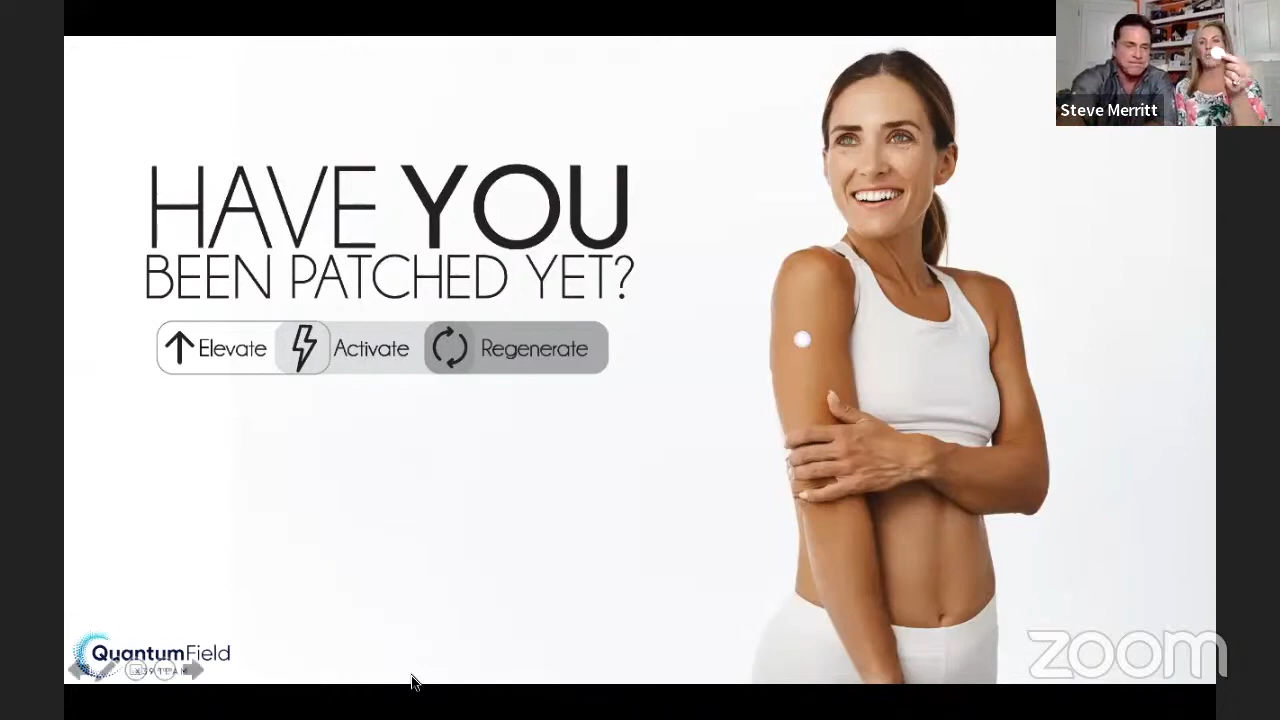 Steve Merritt
HAVE YOU
BEEN PATCHED YET?
Elevate Activate Regenerate
QuantumField
zoom